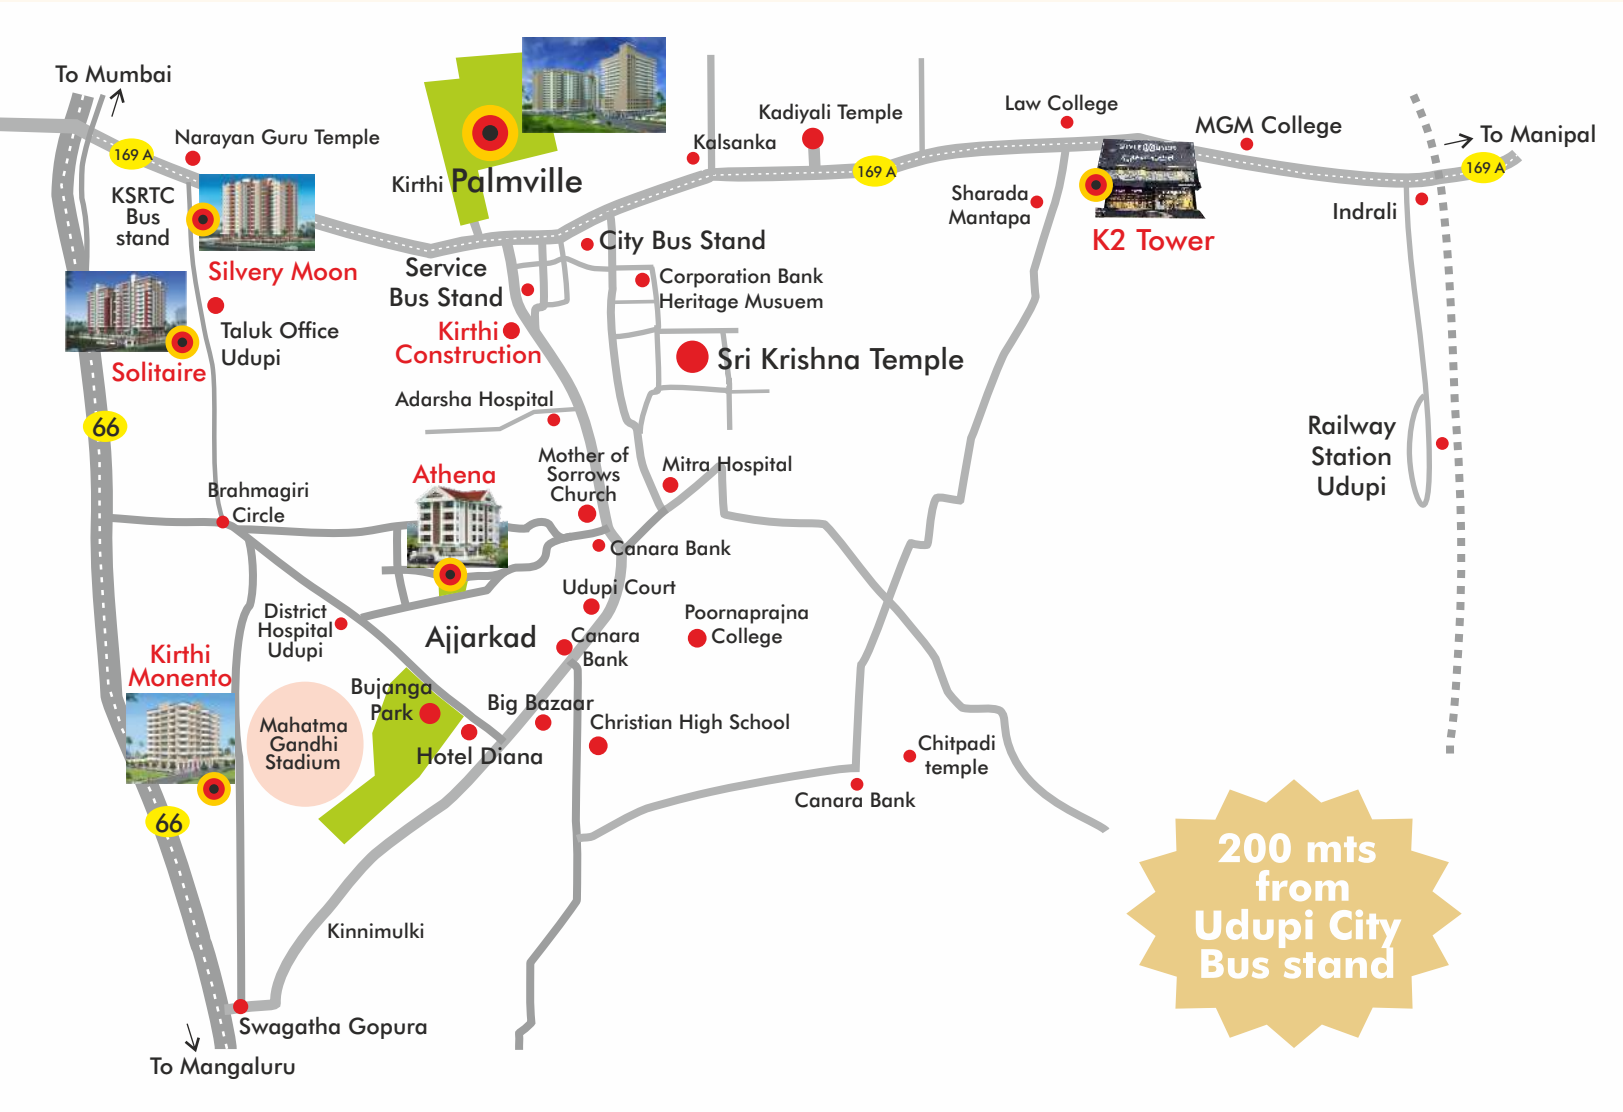 To Mumbai
169 A
Narayan Guru Temple
KSRTC
Bus
stand
Silvery Moon
Solitaire
Taluk Office
Udupi
66
Kirthi Palmville
Service
Bus Stand
Kirthi
Construction
City Bus Stand
Corporation Bank
Heritage Musuem
Sri Krishna Temple
Kalsanka
Kadiyali Temple
169 A
Law College
Sharada
Mantapa
K2 Tower
MGM College
To Manipal
169 A
Indrali
Railway
Station
Udupi
Adarsha Hospital
Mother of
Sorrows
Church
Mitra Hospital
Athena
Brahmagiri
Circle
Canara Bank
Udupi Court
Canara
Bank
Poornaprajna
College
District
Hospital
Udupi
Ajjarkad
Kirthi
Monento
Mahatma
Gandhi
Stadium
Bujanga
Park
Big Bazaar
Hotel Diana
Christian High School
Chitpadi
temple
Canara Bank
66
Kinnimulki
Swagatha Gopura
To Mangaluru
200 mts
from
Udupi City
Bus stand